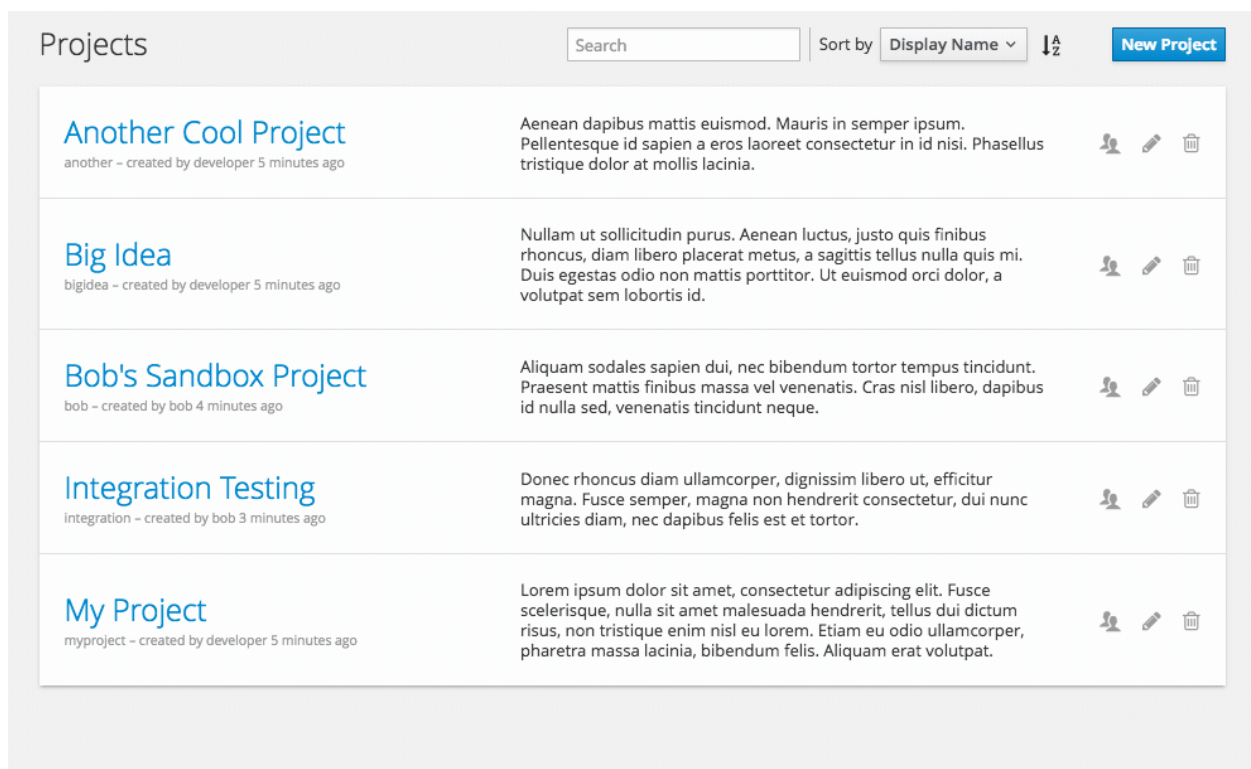 Projects
Search
Sort by
Display Name
A
Z
New Project
Another Cool Project
another – created by developer 5 minutes ago
Aenean dapibus mattis euismod. Mauris in semper ipsum.
Pellentesque id sapien a eros laoreet consectetur in id nisi. Phasellus
tristique dolor at mollis lacinia.
Big Idea
bigidea – created by developer 5 minutes ago
Nullam ut sollicitudin purus. Aenean luctus, justo quis finibus
rhoncus, diam libero placerat metus, a sagittis tellus nulla quis mi.
Duis egestas odio non mattis porttitor. Ut euismod orci dolor, a
volutpat sem lobortis id.
Bob's Sandbox Project
bob – created by bob 4 minutes ago
Aliquam sodales sapien dui, nec bibendum tortor tempus tincidunt.
Praesent mattis finibus massa vel venenatis. Cras nisl libero, dapibus
id nulla sed, venenatis tincidunt neque.
Integration Testing
integration – created by bob 3 minutes ago
Donec rhoncus diam ullamcorper, dignissim libero ut, efficitur
magna. Fusce semper, magna non hendrerit consectetur, dui nunc
ultricies diam, nec dapibus felis est et tortor.
My Project
myproject – created by developer 5 minutes ago
Lorem ipsum dolor sit amet, consectetur adipiscing elit. Fusce
scelerisque, nulla sit amet malesuada hendrerit, tellus dui dictum
risus, non tristique enim nisl eu lorem. Etiam eu odio ullamcorper,
pharetra massa lacinia, bibendum felis. Aliquam erat volutpat.